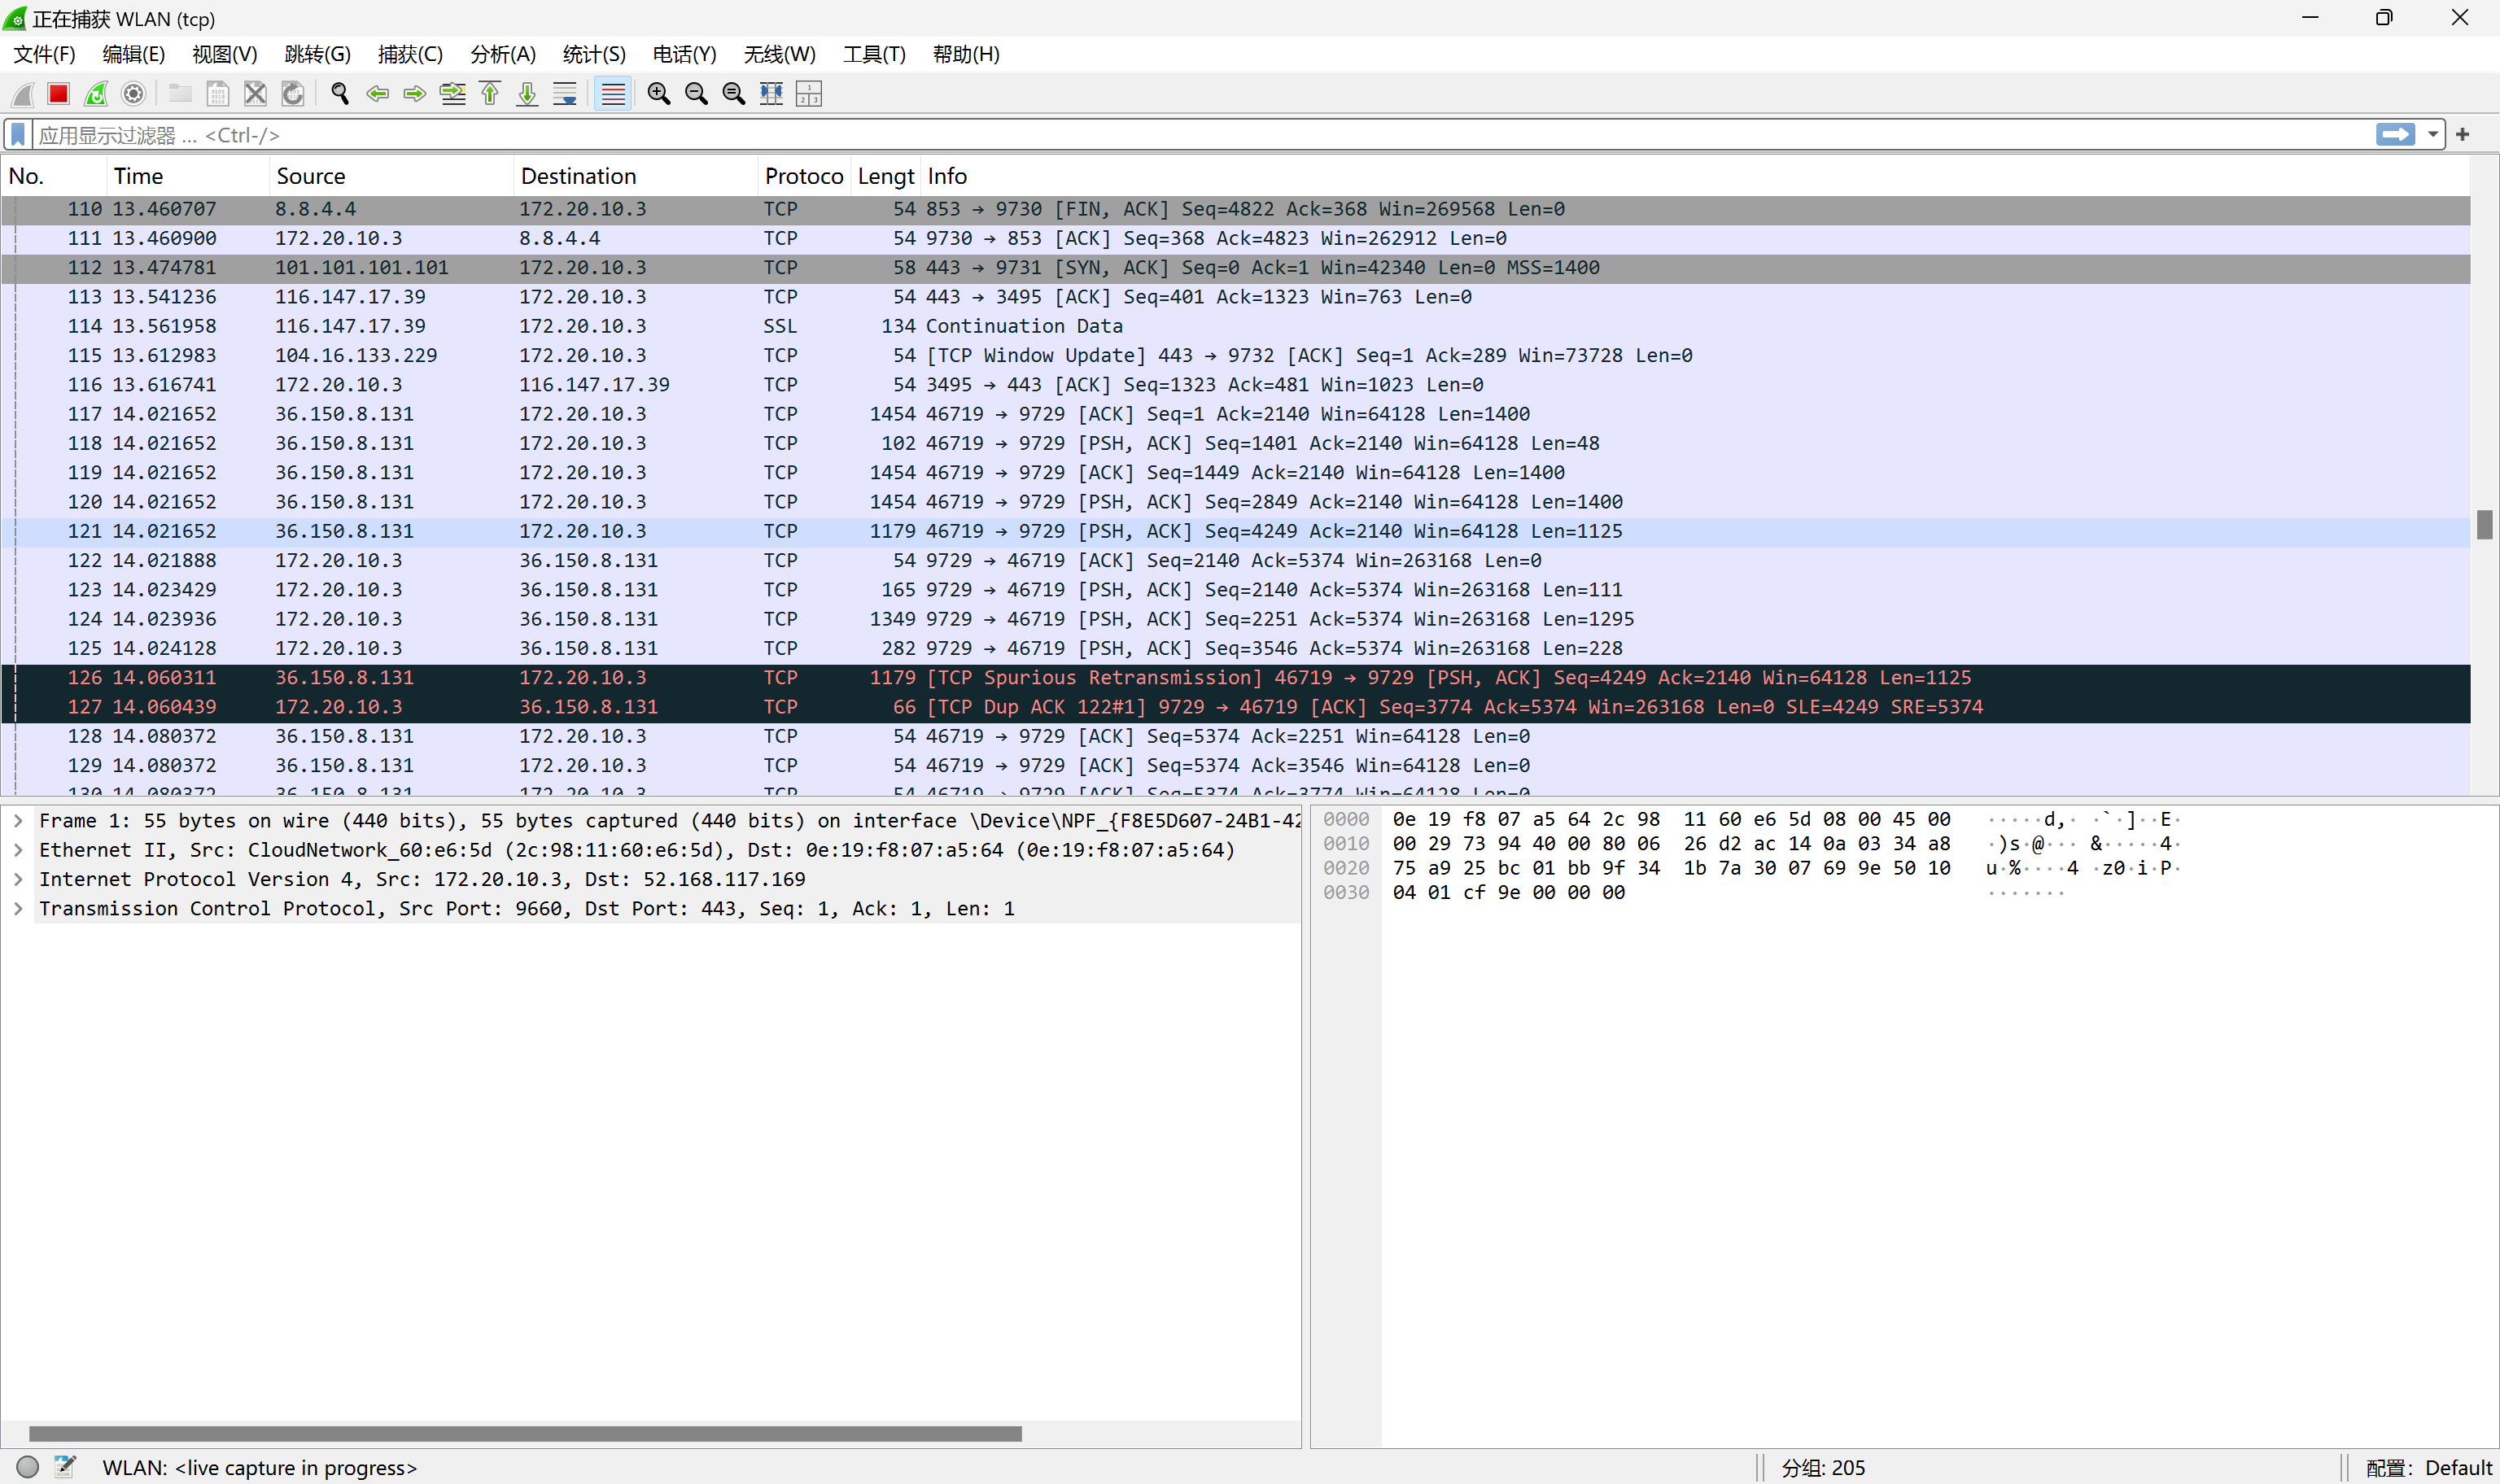 正在捕获 WLAN (tcp)
文件(F) 编辑(E) 视图(V) 跳转(G) 捕获(C) 分析(A) 统计(S) 电话(Y) 无线(W) 工具(T) 帮助(H)
应用显示过滤器 … <Ctrl-/>
No. Time Source Destination Protoco Lengt Info
110 13.460707 8.8.4.4 172.20.10.3 TCP 54 853 → 9730 [FIN, ACK] Seq=4822 Ack=368 Win=269568 Len=0
111 13.460900 172.20.10.3 8.8.4.4 TCP 54 9730 → 853 [ACK] Seq=368 Ack=4823 Win=262912 Len=0
112 13.474781 101.101.101.101 172.20.10.3 TCP 58 443 → 9731 [SYN, ACK] Seq=0 Ack=1 Win=42340 Len=0 MSS=1400
113 13.541236 116.147.17.39 172.20.10.3 TCP 54 443 → 3495 [ACK] Seq=401 Ack=1323 Win=763 Len=0
114 13.561958 116.147.17.39 172.20.10.3 SSL 134 Continuation Data
115 13.612983 104.16.133.229 172.20.10.3 TCP 54 [TCP Window Update] 443 → 9732 [ACK] Seq=1 Ack=289 Win=73728 Len=0
116 13.616741 172.20.10.3 116.147.17.39 TCP 54 3495 → 443 [ACK] Seq=1323 Ack=481 Win=1023 Len=0
117 14.021652 36.150.8.131 172.20.10.3 TCP 1454 46719 → 9729 [ACK] Seq=1 Ack=2140 Win=64128 Len=1400
118 14.021652 36.150.8.131 172.20.10.3 TCP 102 46719 → 9729 [PSH, ACK] Seq=1401 Ack=2140 Win=64128 Len=48
119 14.021652 36.150.8.131 172.20.10.3 TCP 1454 46719 → 9729 [ACK] Seq=1449 Ack=2140 Win=64128 Len=1400
120 14.021652 36.150.8.131 172.20.10.3 TCP 1454 46719 → 9729 [PSH, ACK] Seq=2849 Ack=2140 Win=64128 Len=1400
121 14.021652 36.150.8.131 172.20.10.3 TCP 1179 46719 → 9729 [PSH, ACK] Seq=4249 Ack=2140 Win=64128 Len=1125
122 14.021888 172.20.10.3 36.150.8.131 TCP 54 9729 → 46719 [ACK] Seq=2140 Ack=5374 Win=263168 Len=0
123 14.023429 172.20.10.3 36.150.8.131 TCP 165 9729 → 46719 [PSH, ACK] Seq=2140 Ack=5374 Win=263168 Len=111
124 14.023936 172.20.10.3 36.150.8.131 TCP 1349 9729 → 46719 [PSH, ACK] Seq=2251 Ack=5374 Win=263168 Len=1295
125 14.024128 172.20.10.3 36.150.8.131 TCP 282 9729 → 46719 [PSH, ACK] Seq=3546 Ack=5374 Win=263168 Len=228
126 14.060311 36.150.8.131 172.20.10.3 TCP 1179 [TCP Spurious Retransmission] 46719 → 9729 [PSH, ACK] Seq=4249 Ack=2140 Win=64128 Len=1125
127 14.060439 172.20.10.3 36.150.8.131 TCP 66 [TCP Dup ACK 122#1] 9729 → 46719 [ACK] Seq=3774 Ack=5374 Win=263168 Len=0 SLE=4249 SRE=5374
128 14.080372 36.150.8.131 172.20.10.3 TCP 54 46719 → 9729 [ACK] Seq=5374 Ack=2251 Win=64128 Len=0
129 14.080372 36.150.8.131 172.20.10.3 TCP 54 46719 → 9729 [ACK] Seq=5374 Ack=3546 Win=64128 Len=0
130 14.080372 36.150.8.131 172.20.10.3 TCP 54 46719 → 9729 [ACK] Seq=5374 Ack=3774 Win=64128 Len=0
Frame 1: 55 bytes on wire (440 bits), 55 bytes captured (440 bits) on interface \Device\NPF_{F8E5D607-24B1-42
Ethernet II, Src: CloudNetwork_60:e6:5d (2c:98:11:60:e6:5d), Dst: 0e:19:f8:07:a5:64 (0e:19:f8:07:a5:64)
Internet Protocol Version 4, Src: 172.20.10.3, Dst: 52.168.117.169
Transmission Control Protocol, Src Port: 9660, Dst Port: 443, Seq: 1, Ack: 1, Len: 1
0000 0e 19 f8 07 a5 64 2c 98 11 60 e6 5d 08 00 45 00 ·····d,· ·`·]··E·
0010 00 29 73 94 40 00 80 06 26 d2 ac 14 0a 03 34 a8 ·)s·@··· &·····4·
0020 75 a9 25 bc 01 bb 9f 34 1b 7a 30 07 69 9e 50 10 u·%····4 ·z0·i·P·
0030 04 01 cf 9e 00 00 00 ·······
WLAN: <live capture in progress> 分组: 205 配置: Default